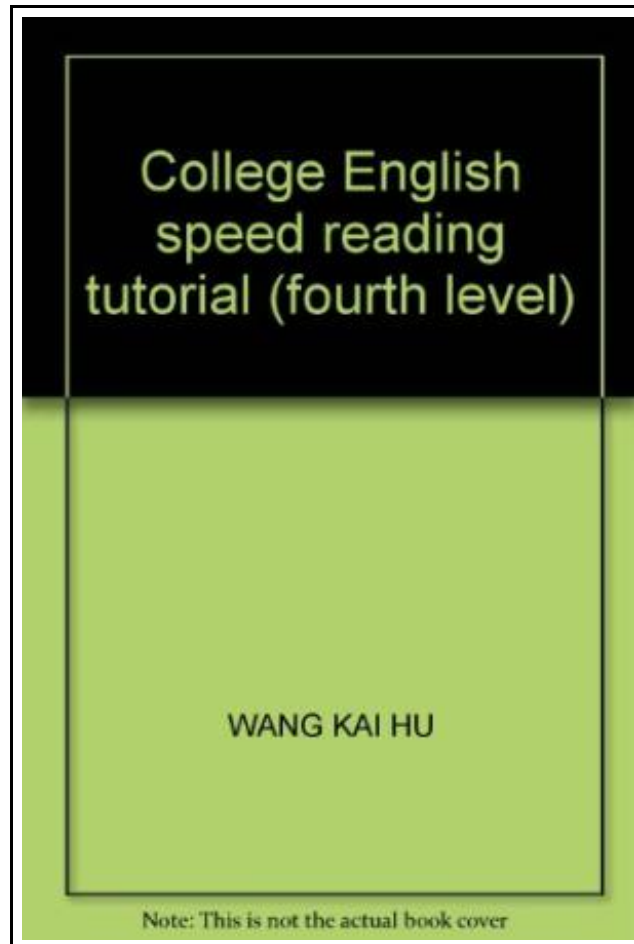 College English
speed reading
tutorial (fourth level)
WANG KAI HU
Note: This is not the actual book cover